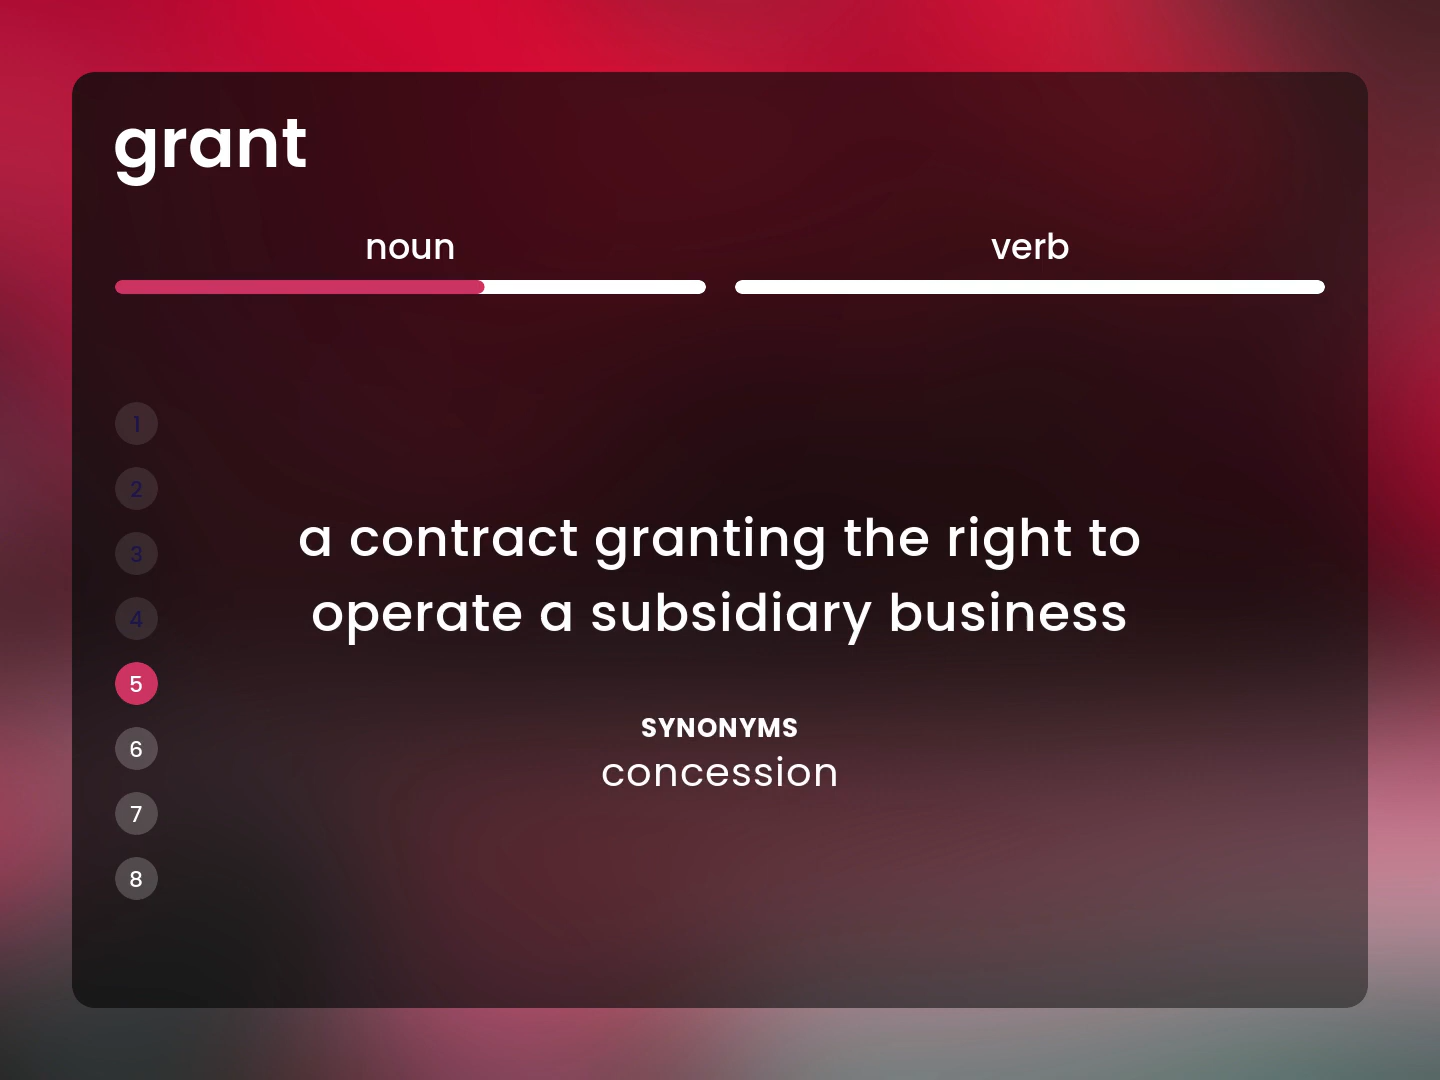 grant
noun
verb
1
2
3
4
5
6
7
8
a contract granting the right to
operate a subsidiary business
SYNONYMS
concession